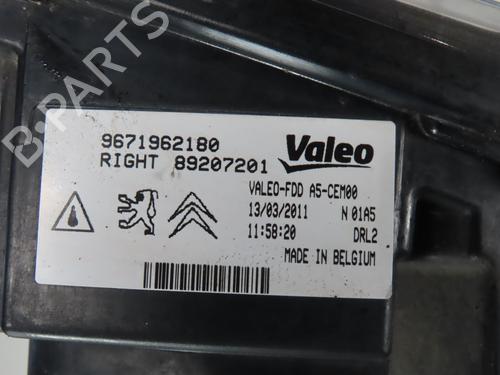 9671962180
RIGHT 89207201
Valeo
VALEO-FDD A5-CEM00
13/03/2011 N 01A5
11:58:20 DRL2
MADE IN BELGIUM
B-PARTS